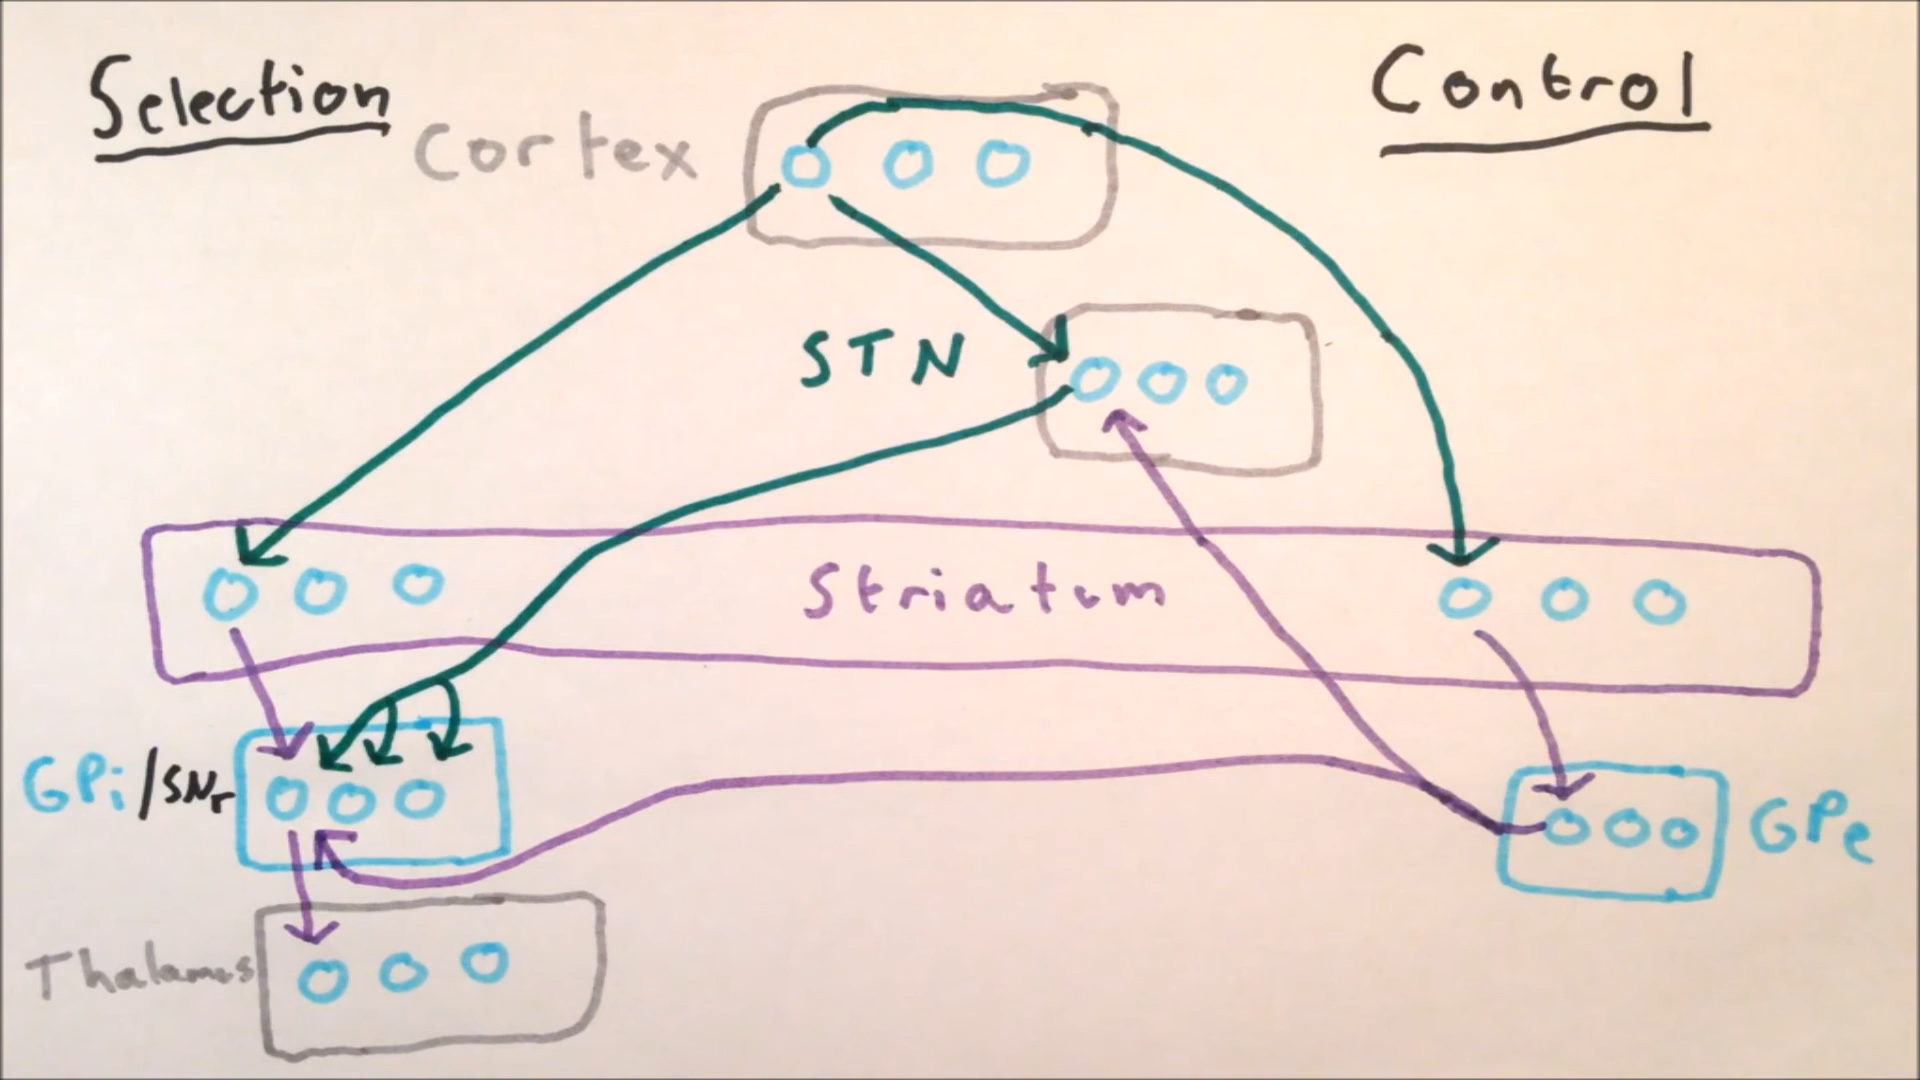 Selection
Control
Cortex
STN
Striatum
GPi/SNr
GPe
Thalamus